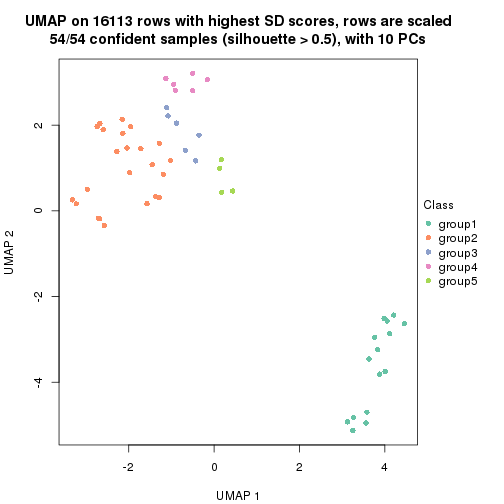 UMAP on 16113 rows with highest SD scores, rows are scaled
54/54 confident samples (silhouette > 0.5), with 10 PCs
2
0
-2
-4
UMAP 2
-2
0
2
4
UMAP 1
Class
group1
group2
group3
group4
group5